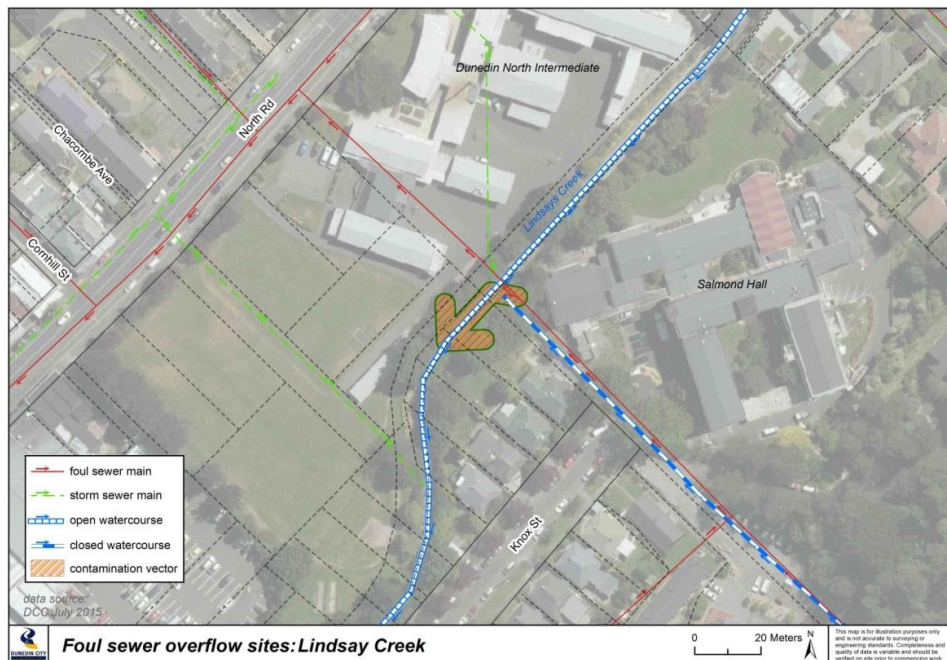 Dunedin North Intermediate
North Rd
Chacombe Ave
Lindsays Creek
Cornhill St
Salmond Hall
Knox St
foul sewer main
storm sewer main
open watercourse
closed watercourse
contamination vector
data source:
DCC July 2015
DUNEDIN CITY
Foul sewer overflow sites: Lindsay Creek
0 20 Meters
N
This map is for illustration purposes only
and is not accurate to surveying or
engineering standards. Completeness and
quality of data is variable and should be
verified on site prior to commencing work.